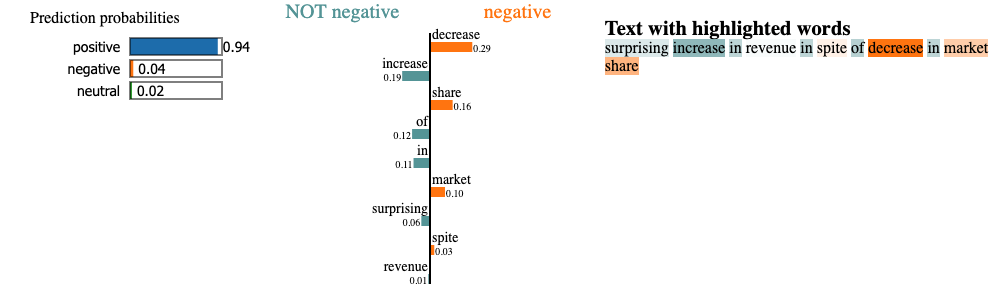 Prediction probabilities
positive 0.94
negative 0.04
neutral 0.02
NOT negative negative
decrease
0.29
increase
0.19
share
0.16
of
0.12
in
0.11
market
0.10
surprising
0.06
spite
0.03
revenue
0.01
Text with highlighted words
surprising increase in revenue in spite of decrease in market
share